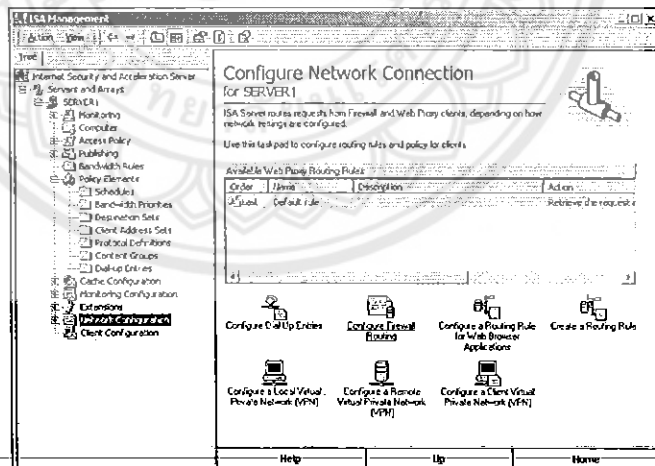 ISA Management
Action View
Tree
Internet Security and Acceleration Server
Servers and Arrays
SERVER1
Monitoring
Computer
Access Policy
Publishing
Bandwidth Rules
Policy Elements
Schedules
Bandwidth Priorities
Destination Sets
Client Address Sets
Protocol Definitions
Content Groups
Dial-up Entries
Cache Configuration
Monitoring Configuration
Extensions
Network Configuration
Client Configuration
Configure Network Connection
for SERVER1
ISA Server routes requests from Firewall and Web Proxy clients, depending on how
network settings are configured.
Use this taskpad to configure routing rules and policy for clients.
Available Web Proxy Routing Rules
Order Name Description Action
Last Default rule Retrieve the request
Configure Dial-Up Entries
Configure Firewall
Routing
Configure a Routing Rule
for Web Browser
Applications
Create a Routing Rule
Configure a Local Virtual
Private Network (VPN)
Configure a Remote
Virtual Private Network
(VPN)
Configure a Client Virtual
Private Network (VPN)
Help Up Home